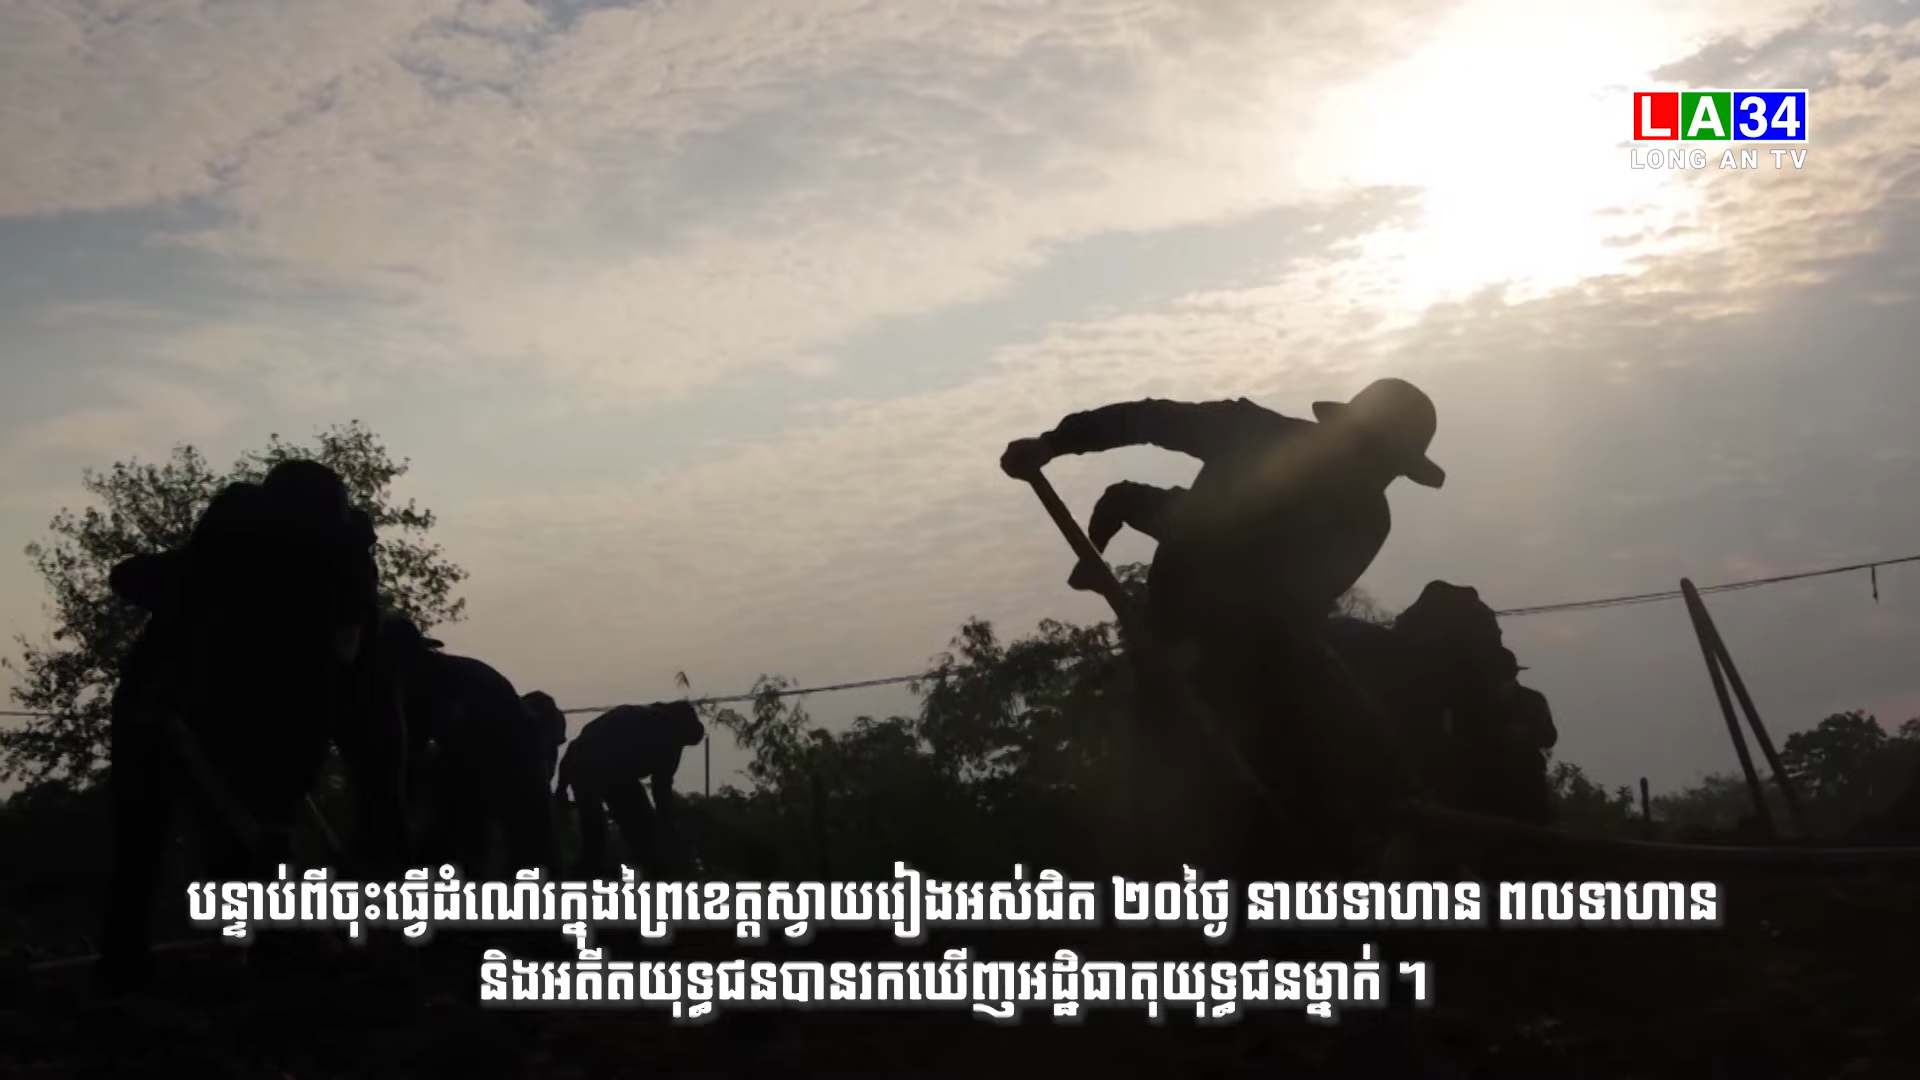 LA34
LONG AN TV
បន្ទាប់ពីចុះធ្វើដំណើរក្នុងព្រៃខេត្តស្វាយរៀងអស់ជិត ២០ថ្ងៃ នាយទាហាន ពលទាហាន
និងអតីតយុទ្ធជនបានរកឃើញអដ្ឋិធាតុយុទ្ធជនម្នាក់ ។